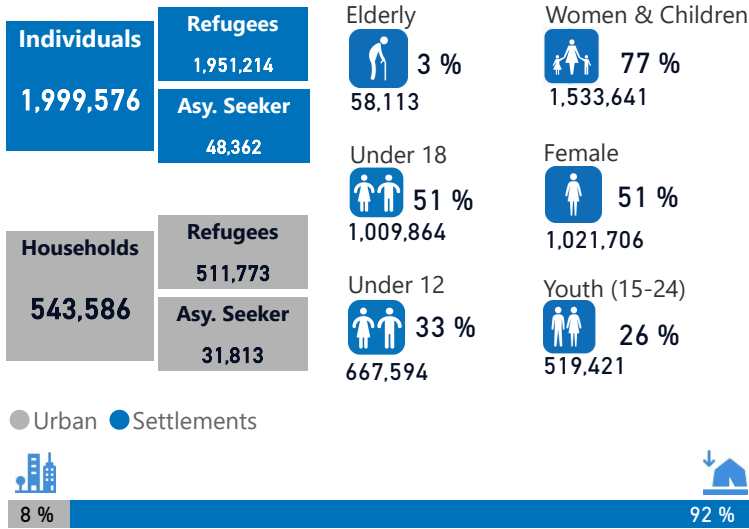 Individuals
1,999,576
Refugees
1,951,214
Asy. Seeker
48,362
Households
543,586
Refugees
511,773
Asy. Seeker
31,813
Elderly
3 %
58,113
Women & Children
77 %
1,533,641
Under 18
51 %
1,009,864
Female
51 %
1,021,706
Under 12
33 %
667,594
Youth (15-24)
26 %
519,421
Urban
Settlements
8 %
92 %